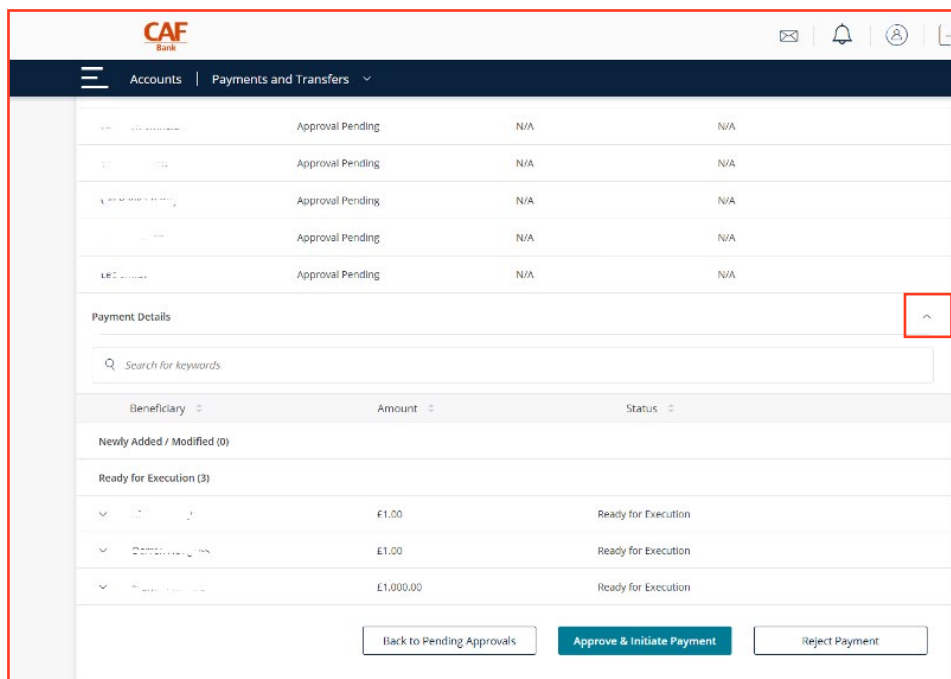 CAF
Bank
Accounts | Payments and Transfers
Approval Pending N/A N/A
Approval Pending N/A N/A
Approval Pending N/A N/A
Approval Pending N/A N/A
Approval Pending N/A N/A
Payment Details
Search for keywords
Beneficiary Amount Status
Newly Added / Modified (0)
Ready for Execution (3)
£1.00 Ready for Execution
£1.00 Ready for Execution
£1,000.00 Ready for Execution
Back to Pending Approvals Approve & Initiate Payment Reject Payment